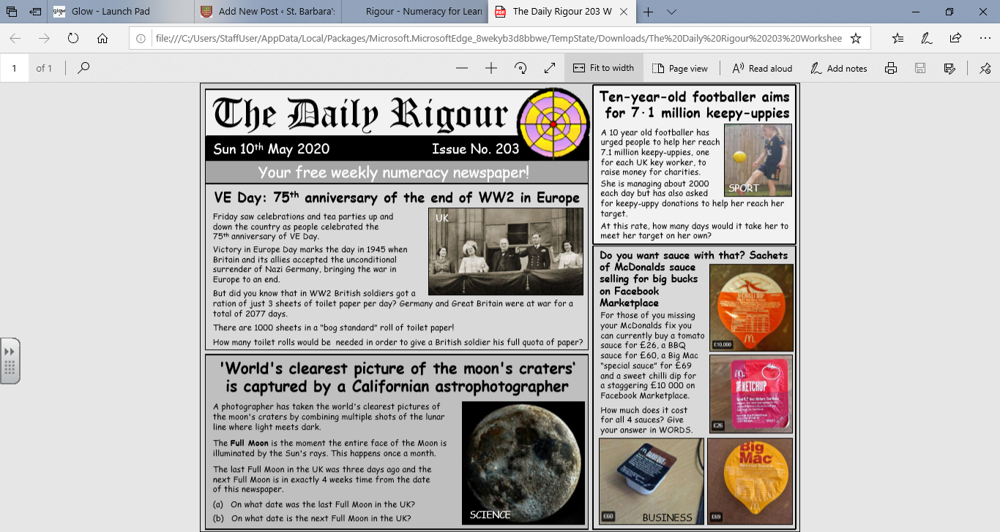 Glow - Launch Pad
Add New Post ‹ St. Barbara's
Rigour - Numeracy for Learn
The Daily Rigour 203 W
file:///C:/Users/StaffUser/AppData/Local/Packages/Microsoft.MicrosoftEdge_8wekyb3d8bbwe/TempState/Downloads/The%20Daily%20Rigour%20203%20Workshee
1 of 1
Fit to width
Page view
Read aloud
Add notes
The Daily Rigour
Sun 10th May 2020 Issue No. 203
Your free weekly numeracy newspaper!
VE Day: 75th anniversary of the end of WW2 in Europe
Friday saw celebrations and tea parties up and
down the country as people celebrated the
75th anniversary of VE Day.
Victory in Europe Day marks the day in 1945 when
Britain and its allies accepted the unconditional
surrender of Nazi Germany, bringing the war in
Europe to an end.
But did you know that in WW2 British soldiers got a
ration of just 3 sheets of toilet paper per day? Germany and Great Britain were at war for a
total of 2077 days.
There are 1000 sheets in a "bog standard" roll of toilet paper!
How many toilet rolls would be needed in order to give a British soldier his full quota of paper?
UK
'World's clearest picture of the moon's craters'
is captured by a Californian astrophotographer
A photographer has taken the world's clearest pictures of
the moon's craters by combining multiple shots of the lunar
line where light meets dark.
The Full Moon is the moment the entire face of the Moon is
illuminated by the Sun's rays. This happens once a month.
The last Full Moon in the UK was three days ago and the
next Full Moon is in exactly 4 weeks time from the date
of this newspaper.
(a) On what date was the last Full Moon in the UK?
(b) On what date is the next Full Moon in the UK?
SCIENCE
Ten-year-old footballer aims
for 7·1 million keepy-uppies
A 10 year old footballer has
urged people to help her reach
7.1 million keepy-uppies, one
for each UK key worker, to
raise money for charities.
She is managing about 2000
each day but has also asked
for keepy-uppy donations to help her reach her
target.
At this rate, how many days would it take her to
meet her target on her own?
SPORT
Do you want sauce with that? Sachets
of McDonalds sauce
selling for big bucks
on Facebook
Marketplace
For those of you missing
your McDonalds fix you
can currently buy a tomato
sauce for £26, a BBQ
sauce for £60, a Big Mac
"special sauce" for £69
and a sweet chilli dip for
a staggering £10 000 on
Facebook Marketplace.
How much does it cost
for all 4 sauces? Give
your answer in WORDS.
CHILLI DIP
£10,000
KETCHUP
£26
BARBECUE
£60
BUSINESS
Big
Mac
Special Sauce
£69